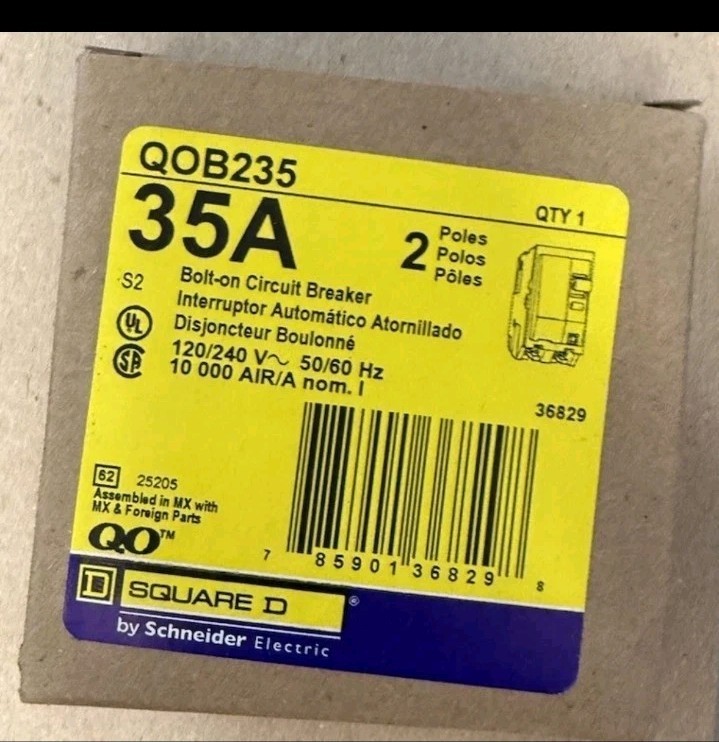 QOB235
QTY 1
35A
2 Poles
Polos
Pôles
S2
Bolt-on Circuit Breaker
Interruptor Automático Atornillado
Disjoncteur Boulonné
120/240 V~ 50/60 Hz
10 000 AIR/A nom. I
UL
SA
36829
62 25205
Assembled in MX with
MX & Foreign Parts
QO™
7 85901 36829 8
D SQUARE D ®
by Schneider Electric